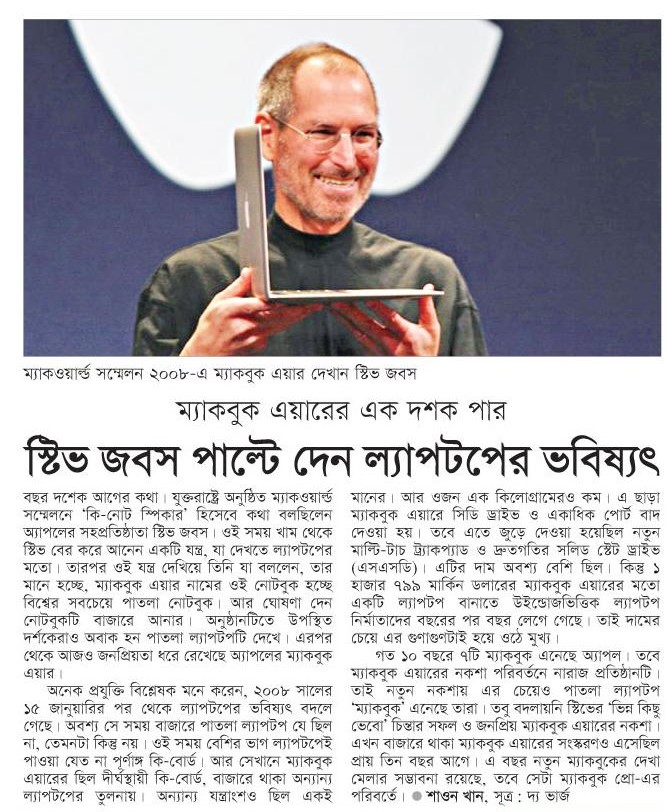 ম্যাকওয়ার্ল্ড সম্মেলন ২০০৮-এ ম্যাকবুক এয়ার দেখান স্টিভ জবস
ম্যাকবুক এয়ারের এক দশক পার
স্টিভ জবস পাল্টে দেন ল্যাপটপের ভবিষ্যৎ
বছর দশেক আগের কথা। যুক্তরাষ্ট্রে অনুষ্ঠিত ম্যাকওয়ার্ল্ড
সম্মেলনে ‘কি-নোট স্পিকার’ হিসেবে কথা বলছিলেন
অ্যাপলের সহপ্রতিষ্ঠাতা স্টিভ জবস। ওই সময় খাম থেকে
স্টিভ বের করে আনেন একটি যন্ত্র, যা দেখতে ল্যাপটপের
মতো। তারপর ওই যন্ত্র দেখিয়ে তিনি যা বললেন, তার
মানে হচ্ছে, ম্যাকবুক এয়ার নামের ওই নোটবুক হচ্ছে
বিশ্বের সবচেয়ে পাতলা নোটবুক। আর ঘোষণা দেন
নোটবুকটি বাজারে আনার। অনুষ্ঠানটিতে উপস্থিত
দর্শকেরাও অবাক হন পাতলা ল্যাপটপটি দেখে। এরপর
থেকে আজও জনপ্রিয়তা ধরে রেখেছে অ্যাপলের ম্যাকবুক
এয়ার।
অনেক প্রযুক্তি বিশ্লেষক মনে করেন, ২০০৮ সালের
১৫ জানুয়ারির পর থেকে ল্যাপটপের ভবিষ্যৎ বদলে
গেছে। অবশ্য সে সময় বাজারে পাতলা ল্যাপটপ যে ছিল
না, তেমনটা কিন্তু নয়। ওই সময় বেশির ভাগ ল্যাপটপেই
পাওয়া যেত না পূর্ণাঙ্গ কি-বোর্ড। আর সেখানে ম্যাকবুক
এয়ারের ছিল দীর্ঘস্থায়ী কি-বোর্ড, বাজারে থাকা অন্যান্য
ল্যাপটপের তুলনায়। অন্যান্য যন্ত্রাংশও ছিল একই
মানের। আর ওজন এক কিলোগ্রামেরও কম। এ ছাড়া
ম্যাকবুক এয়ারে সিডি ড্রাইভ ও একাধিক পোর্ট বাদ
দেওয়া হয়। তবে এতে জুড়ে দেওয়া হয়েছিল নতুন
মাল্টি-টাচ ট্র্যাকপ্যাড ও দ্রুতগতির সলিড স্টেট ড্রাইভ
(এসএসডি)। এটির দাম অবশ্য বেশি ছিল। কিন্তু ১
হাজার ৭৯৯ মার্কিন ডলারের ম্যাকবুক এয়ারের মতো
একটি ল্যাপটপ বানাতে উইন্ডোজভিত্তিক ল্যাপটপ
নির্মাতাদের বছরের পর বছর লেগে গেছে। তাই দামের
চেয়ে এর গুণাগুণটাই হয়ে ওঠে মুখ্য।
গত ১০ বছরে ৭টি ম্যাকবুক এনেছে অ্যাপল। তবে
ম্যাকবুক এয়ারের নকশা পরিবর্তনে নারাজ প্রতিষ্ঠানটি।
তাই নতুন নকশায় এর চেয়েও পাতলা ল্যাপটপ
‘ম্যাকবুক’ এনেছে তারা। তবু বদলায়নি স্টিভের ‘ভিন্ন কিছু
ভেবো’ চিন্তার সফল ও জনপ্রিয় ম্যাকবুক এয়ারের নকশা।
এখন বাজারে থাকা ম্যাকবুক এয়ারের সংস্করণও এসেছিল
প্রায় তিন বছর আগে। এ বছর নতুন ম্যাকবুকের দেখা
মেলার সম্ভাবনা রয়েছে, তবে সেটা ম্যাকবুক প্রো-এর
পরিবর্তে। ● শাওন খান, সূত্র : দ্য ভার্জ